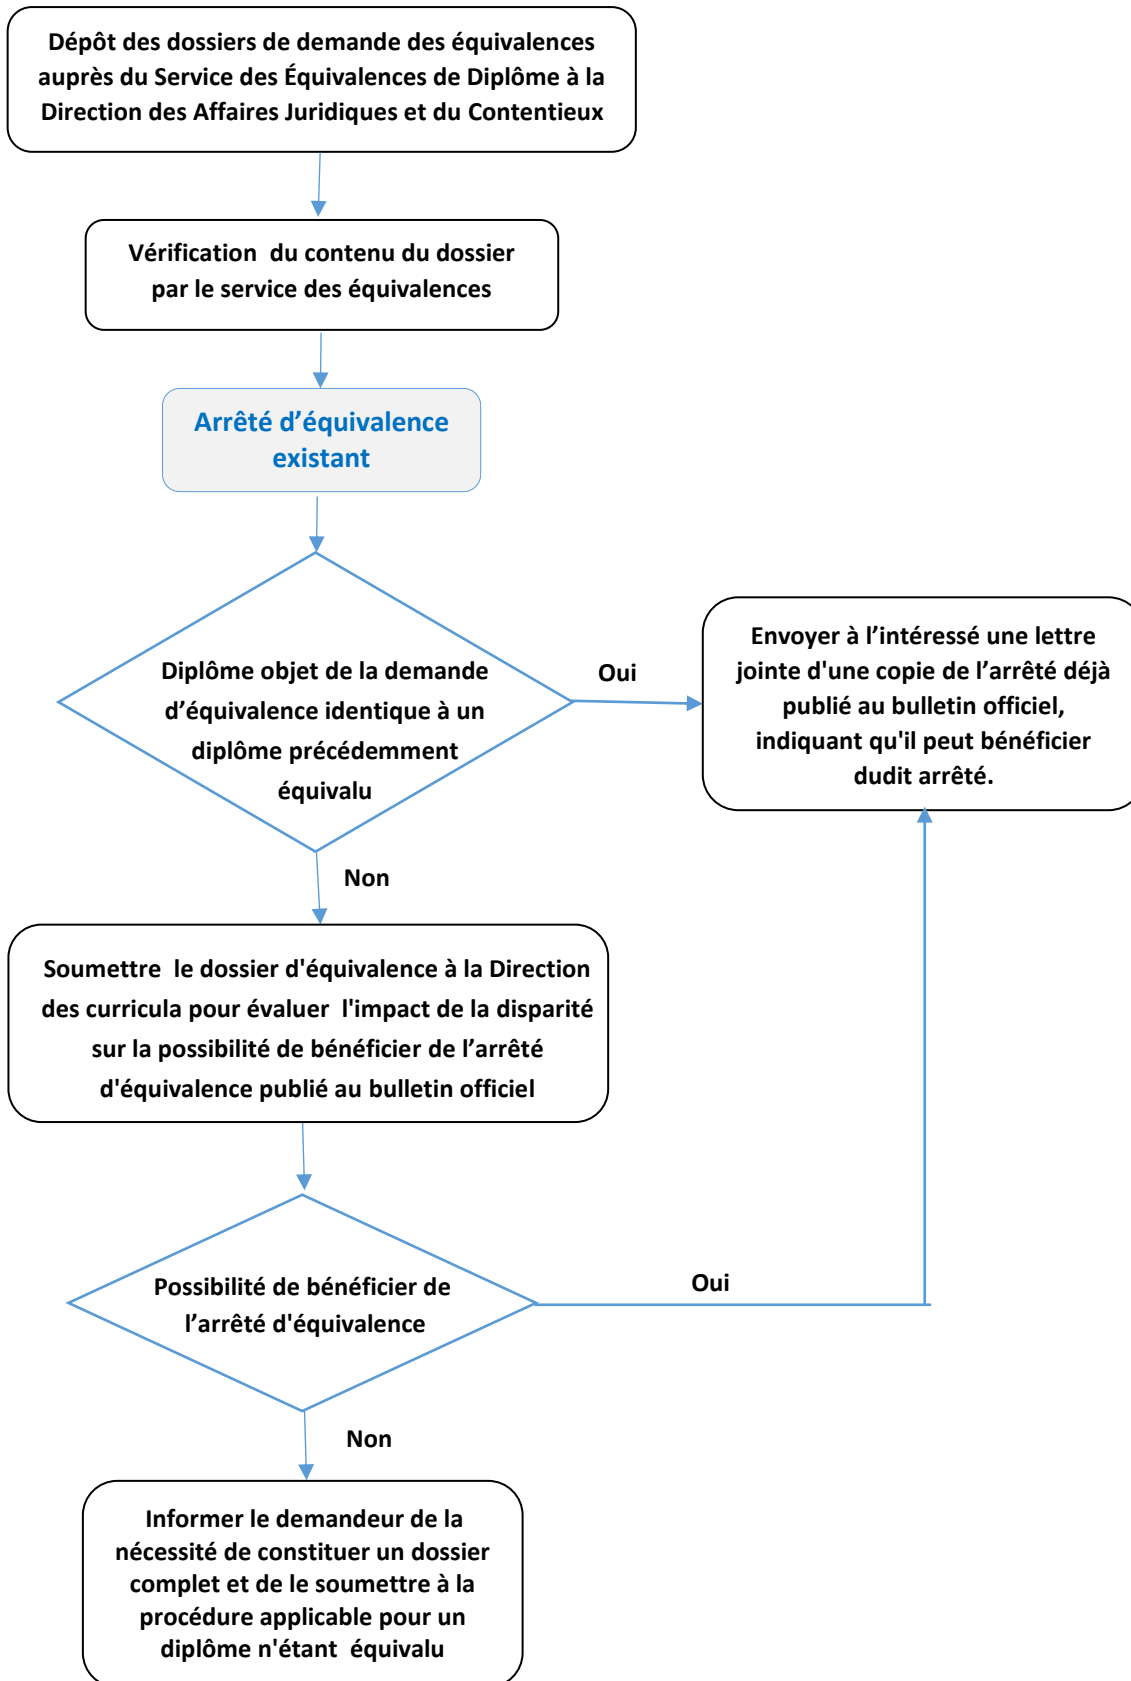 Dépôt des dossiers de demande des équivalences
auprès du Service des Équivalences de Diplôme à la
Direction des Affaires Juridiques et du Contentieux
Vérification du contenu du dossier
par le service des équivalences
Arrêté d’équivalence
existant
Diplôme objet de la demande
d’équivalence identique à un
diplôme précédemment
équivalu
Oui
Envoyer à l’intéressé une lettre
jointe d'une copie de l’arrêté déjà
publié au bulletin officiel,
indiquant qu'il peut bénéficier
dudit arrêté.
Non
Soumettre le dossier d'équivalence à la Direction
des curricula pour évaluer l'impact de la disparité
sur la possibilité de bénéficier de l’arrêté
d'équivalence publié au bulletin officiel
Possibilité de bénéficier de
l’arrêté d'équivalence
Oui
Non
Informer le demandeur de la
nécessité de constituer un dossier
complet et de le soumettre à la
procédure applicable pour un
diplôme n'étant équivalu